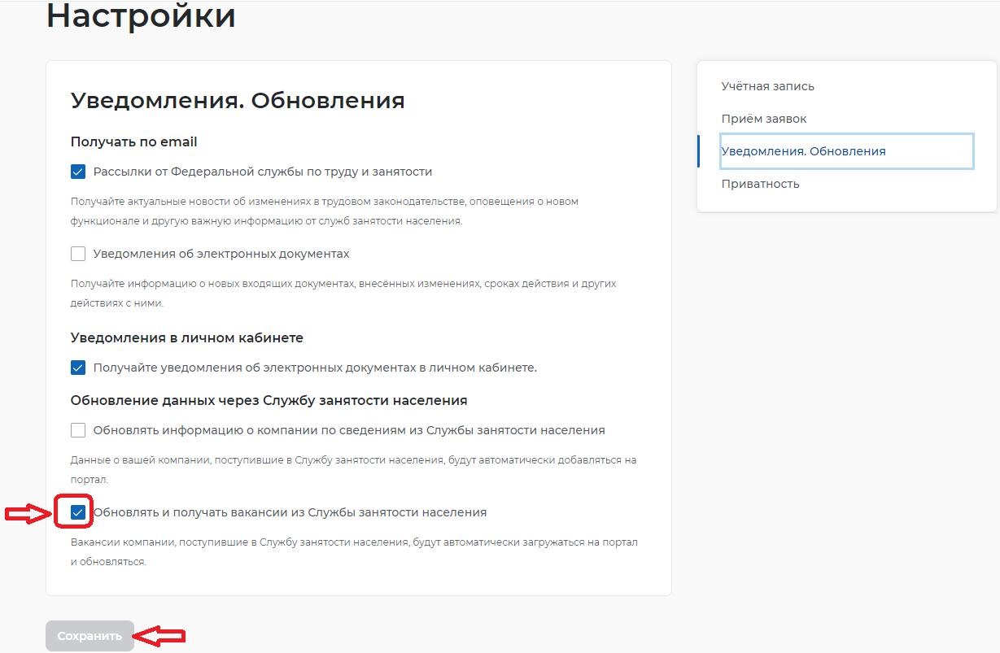 Настройки
Уведомления. Обновления
Получать по email
Рассылки от Федеральной службы по труду и занятости
Получайте актуальные новости об изменениях в трудовом законодательстве, оповещения о новом
функционале и другую важную информацию от служб занятости населения.
Уведомления об электронных документах
Получайте информацию о новых входящих документах, внесённых изменениях, сроках действия и других
действиях с ними.
Уведомления в личном кабинете
Получайте уведомления об электронных документах в личном кабинете.
Обновление данных через Службу занятости населения
Обновлять информацию о компании по сведениям из Службы занятости населения
Данные о вашей компании, поступившие в Службу занятости населения, будут автоматически добавляться на
портал.
Обновлять и получать вакансии из Службы занятости населения
Вакансии компании, поступившие в Службу занятости населения, будут автоматически загружаться на портал
и обновляться.
Сохранить
Учётная запись
Приём заявок
Уведомления. Обновления
Приватность